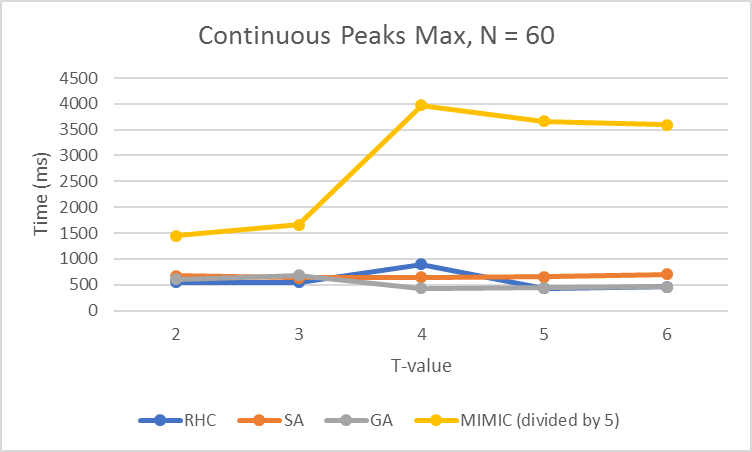 Continuous Peaks Max, N = 60
4500
4000
3500
3000
2500
2000
1500
1000
500
0
Time (ms)
2 3 4 5 6
T-value
RHC SA GA MIMIC (divided by 5)